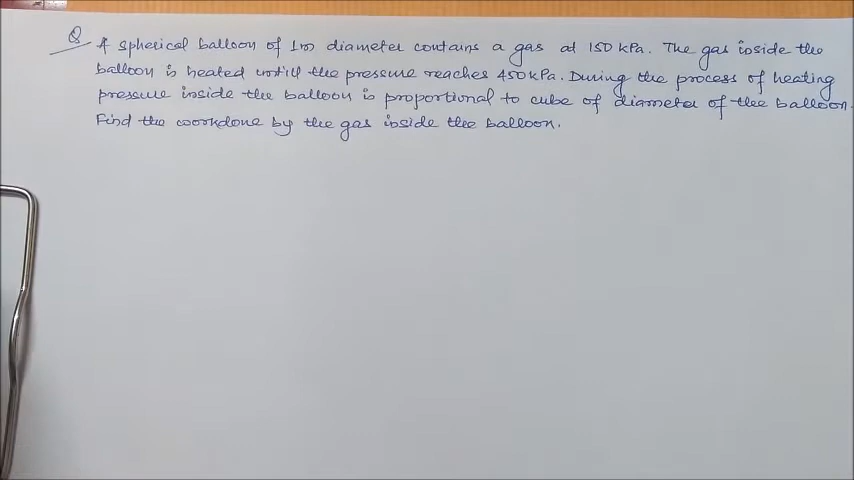 Q A spherical balloon of 1m diameter contains a gas at 150 kPa. The gas inside the
balloon is heated untill the pressure reaches 450 kPa. During the process of heating
pressure inside the balloon is proportional to cube of diameter of the balloon.
Find the workdone by the gas inside the balloon.